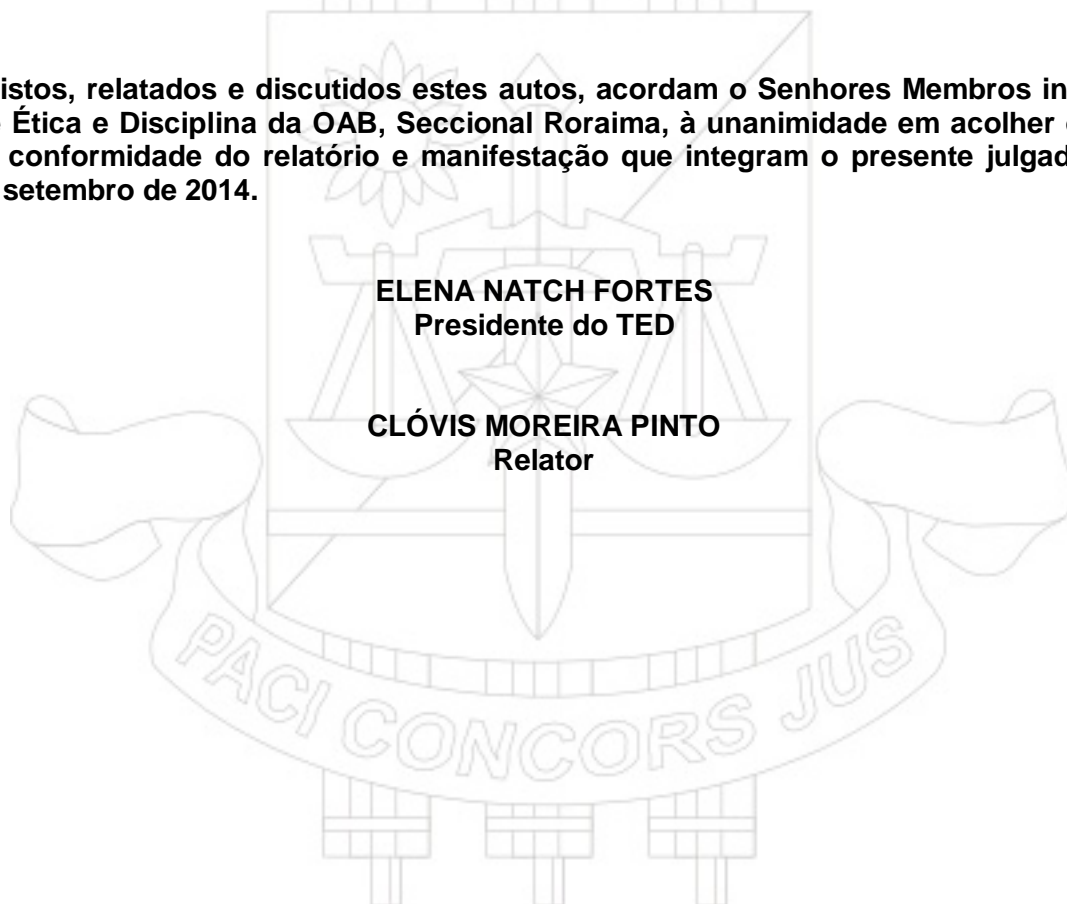 istos, relatados e discutidos estes autos, acordam o Senhores Membros in
Ética e Disciplina da OAB, Seccional Roraima, à unanimidade em acolher
conformidade do relatório e manifestação que integram o presente julgad
setembro de 2014.
ELENA NATCH FORTES
Presidente do TED
CLÓVIS MOREIRA PINTO
Relator
PACI CONCORS JUS